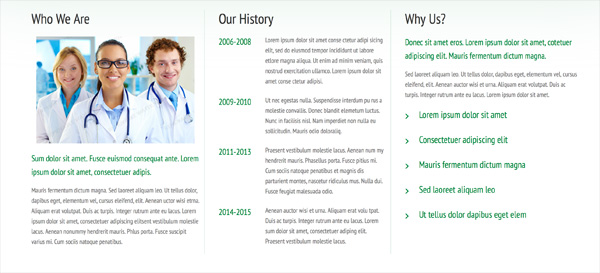 Who We Are
Sum dolor sit amet. Fusce euismod consequat ante. Lorem
ipsum dolor sit amet, consectetuer adipis.
Mauris fermentum dictum magna. Sed laoreet aliquam leo. Ut tellus dolor,
dapibus eget, elementum vel, cursus eleifend, elit. Aenean auctor wisi et urna.
Aliquam erat volutpat. Duis ac turpis. Integer rutrum ante eu lacus. Lorem
ipsum dolor sit amet, consectetuer adipiscing elitsent vestibulum molestie
lacus. Aenean nonummy hendrerit mauris. Phlus porta. Fusce suscipit
varius mi. Cum sociis natoque penatibus.
Our History
2006-2008
Lorem ipsum dolor sit amc conse ctetur adipi sicing
elit, sed do eiusmod tempor incididunt ut labore
etdolore magna aliqua. Ut enim ad minim veniam, quis
nostrud exercitation ullamco. Lorem ipsum dolor sit
amet conse ctetur adipisi.
2009-2010
Ut nec egestas nulla. Suspendisse interdum pu rus a
molestie convallis. Donec blandit elemetum luctus.
Nunc in facilisis nisl. Nam imperdiet non nulla eu
sollicitudin. Mauris odio doloralig.
2011-2013
Praesent vestibulum molestie lacus. Aenean num my
hendrerit mauris. Phasellus porta. Fusce pitius mi.
Cum sociis natoque penatibus et magnis dis
parturient montes, nascetur ridiculus mus. Nulla dui.
Fusce feugiat malesuada odio.
2014-2015
Aenean auctor wisi et urnas. Aliquam erat volu tpat.
Duis ac turpis. Integer rutrum ante eu lacus. Lorem
ipsum dolor sit amet, consectetuer adipiscing elit.
Praesent vestibulum molestie lacus.
Why Us?
Donec sit amet eros. Lorem ipsum dolor sit amet, cotetuer
adipiscing elit. Mauris fermentum dictum magna.
Sed laoreet aliquam leo. Ut tellus dolor, dapibus eget, elementum vel, cursus
eleifend, elit. Aenean auctor wisi et urna. Aliquam erat volutpat. Duis ac
turpis. Integer rutrum ante eu lacus. Lorem ipsum dolor.
Lorem ipsum dolor sit amet
Consectetuer adipiscing elit
Mauris fermentum dictum magna
Sed laoreet aliquam leo
Ut tellus dolor dapibus eget elem